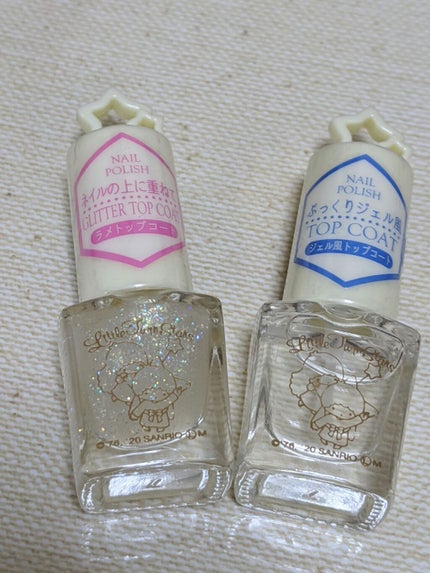 NAIL
POLISH
ネイルの上に重ねて
GLITTER TOP COAT
ラメトップコート
Little Twin Stars
©'76, '20 SANRIO Ⓛ M
NAIL
POLISH
ぷっくりジェル風
TOP COAT
ジェル風トップコート
Little Twin Stars
©'76, '20 SANRIO Ⓛ M